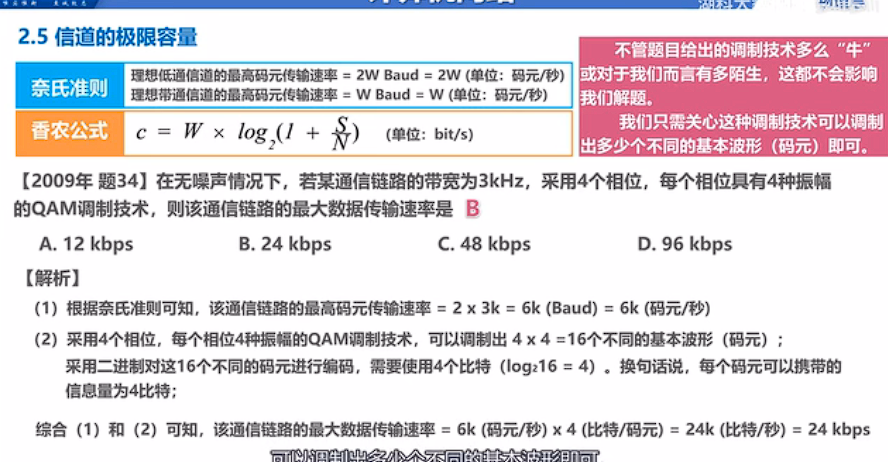 2.5 信道的极限容量
奈氏准则
理想低通信道的最高码元传输速率 = 2W Baud = 2W (单位：码元/秒)
理想带通信道的最高码元传输速率 = W Baud = W (单位：码元/秒)
香农公式
c = W × log₂(1 + S/N) （单位：bit/s）
不管题目给出的调制技术多么“牛”
或对于我们而言有多陌生，这都不会影响
我们解题。
我们只需关心这种调制技术可以调制
出多少个不同的基本波形（码元）即可。
【2009年 题34】在无噪声情况下，若某通信链路的带宽为3kHz，采用4个相位，每个相位具有4种振幅
的QAM调制技术，则该通信链路的最大数据传输速率是 B
A. 12 kbps B. 24 kbps C. 48 kbps D. 96 kbps
【解析】
（1）根据奈氏准则可知，该通信链路的最高码元传输速率 = 2 x 3k = 6k (Baud) = 6k (码元/秒)
（2）采用4个相位，每个相位4种振幅的QAM调制技术，可以调制出 4 x 4 =16个不同的基本波形（码元）；
采用二进制对这16个不同的码元进行编码，需要使用4个比特（log₂16 = 4）。换句话说，每个码元可以携带的
信息量为4比特；
综合（1）和（2）可知，该通信链路的最大数据传输速率 = 6k (码元/秒) x 4 (比特/码元) = 24k (比特/秒) = 24 kbps
可以调制出多少个不同的基本波形即可